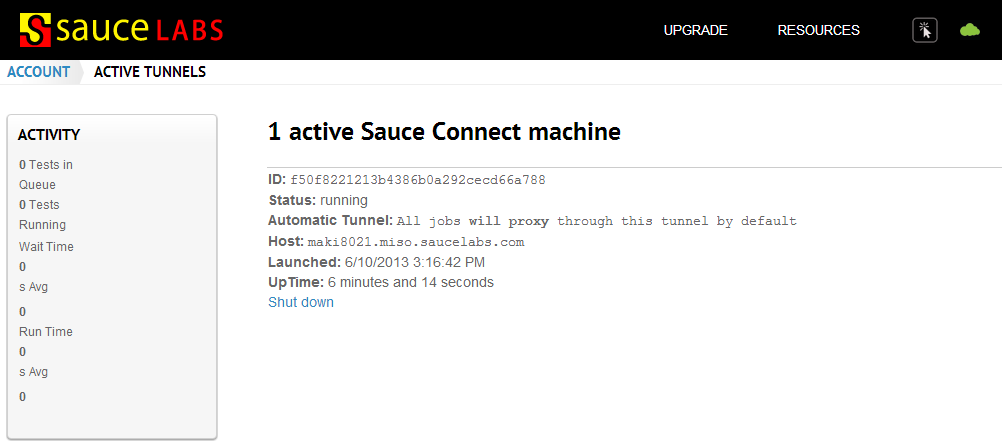 sauce LABS
UPGRADE
RESOURCES
ACCOUNT
ACTIVE TUNNELS
ACTIVITY
0 Tests in
Queue
0 Tests
Running
Wait Time
0
s Avg
0
Run Time
0
s Avg
0
1 active Sauce Connect machine
ID: f50f8221213b4386b0a292cecd66a788
Status: running
Automatic Tunnel: All jobs will proxy through this tunnel by default
Host: maki8021.miso.saucelabs.com
Launched: 6/10/2013 3:16:42 PM
UpTime: 6 minutes and 14 seconds
Shut down